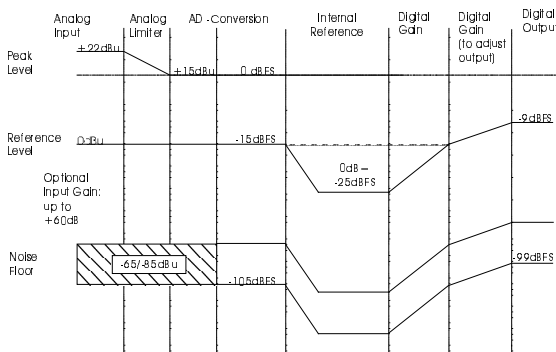 Analog
Input
Analog
Limiter
AD-Conversion
Internal
Reference
Digital
Gain
Digital
Gain
(to adjust
output)
Digital
Output
Peak
Level
+22dBu
+15dBu
0 dBFS
-9dBFS
Reference
Level
0dBu
-15dBFS
0dB –
-25dBFS
Optional
Input Gain:
up to
+60dB
Noise
Floor
-65/-85dBu
-105dBFS
-99dBFS